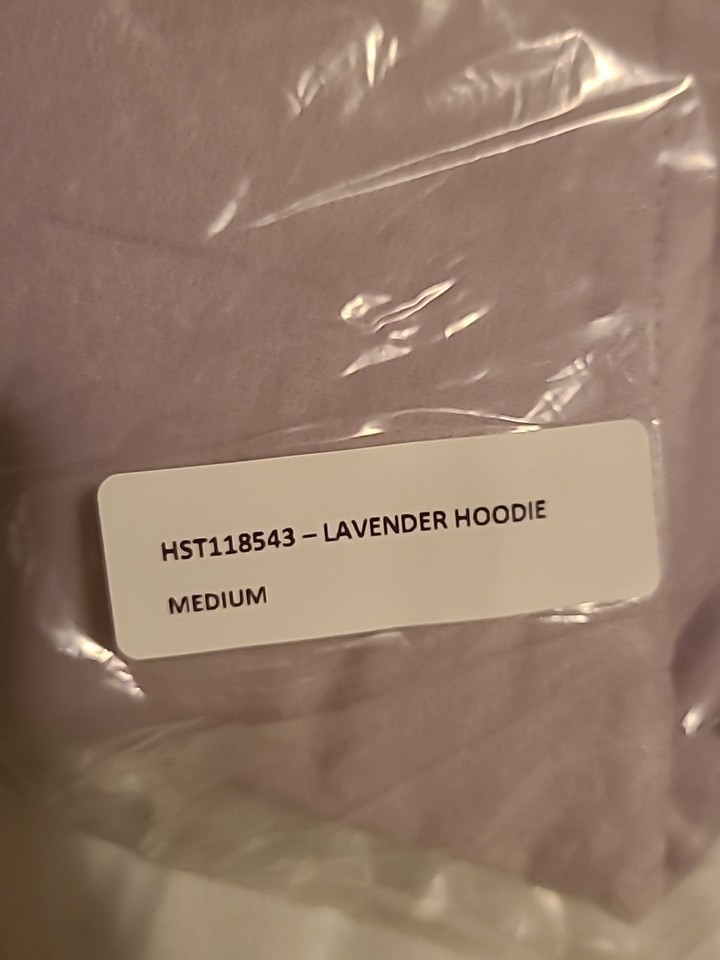 HST118543 – LAVENDER HOODIE
MEDIUM